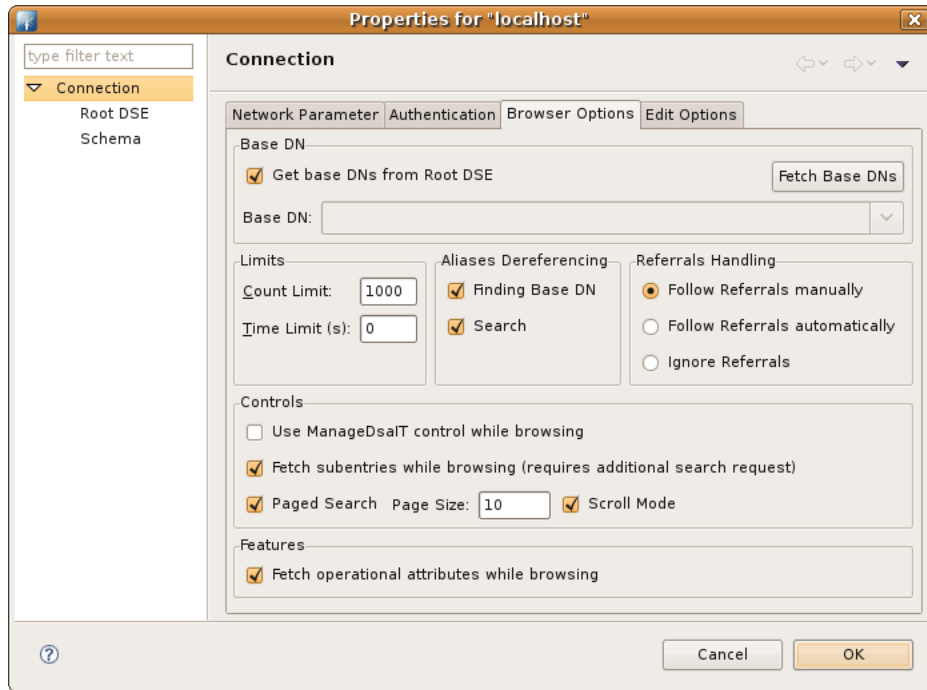 Properties for "localhost"
type filter text
Connection
Root DSE
Schema
Connection
Network Parameter Authentication Browser Options Edit Options
Base DN
Get base DNs from Root DSE Fetch Base DNs
Base DN:
Limits Aliases Dereferencing Referrals Handling
Count Limit: 1000 Finding Base DN Follow Referrals manually
Time Limit (s): 0 Search Follow Referrals automatically
Ignore Referrals
Controls
Use ManageDsaIT control while browsing
Fetch subentries while browsing (requires additional search request)
Paged Search Page Size: 10 Scroll Mode
Features
Fetch operational attributes while browsing
? Cancel OK